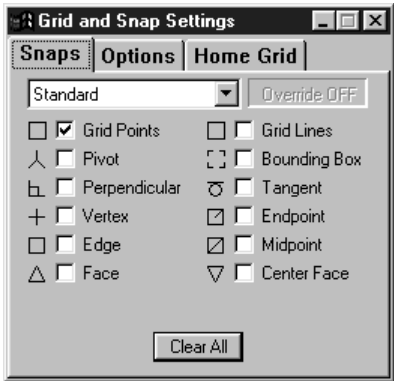 Grid and Snap Settings
Snaps Options Home Grid
Standard Override OFF
Grid Points Grid Lines
Pivot Bounding Box
Perpendicular Tangent
Vertex Endpoint
Edge Midpoint
Face Center Face
Clear All